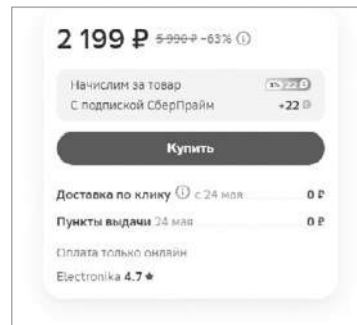 2 199 ₽ 5 990 ₽ -63%
Начислим за товар
С подпиской СберПрайм +22
Купить
Доставка по клику с 24 мая 0 ₽
Пункты выдачи 24 мая 0 ₽
Оплата только онлайн
Electronika 4.7